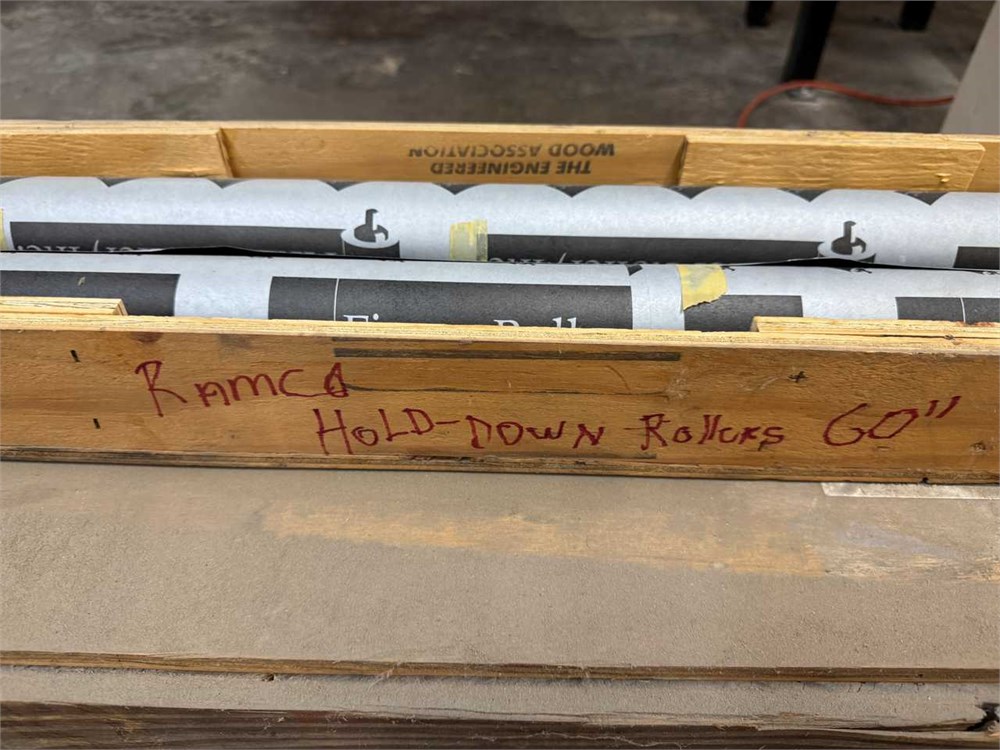 THE ENGINEERED
WOOD ASSOCIATION
RAMCO
HOLD-DOWN Rollers 60"